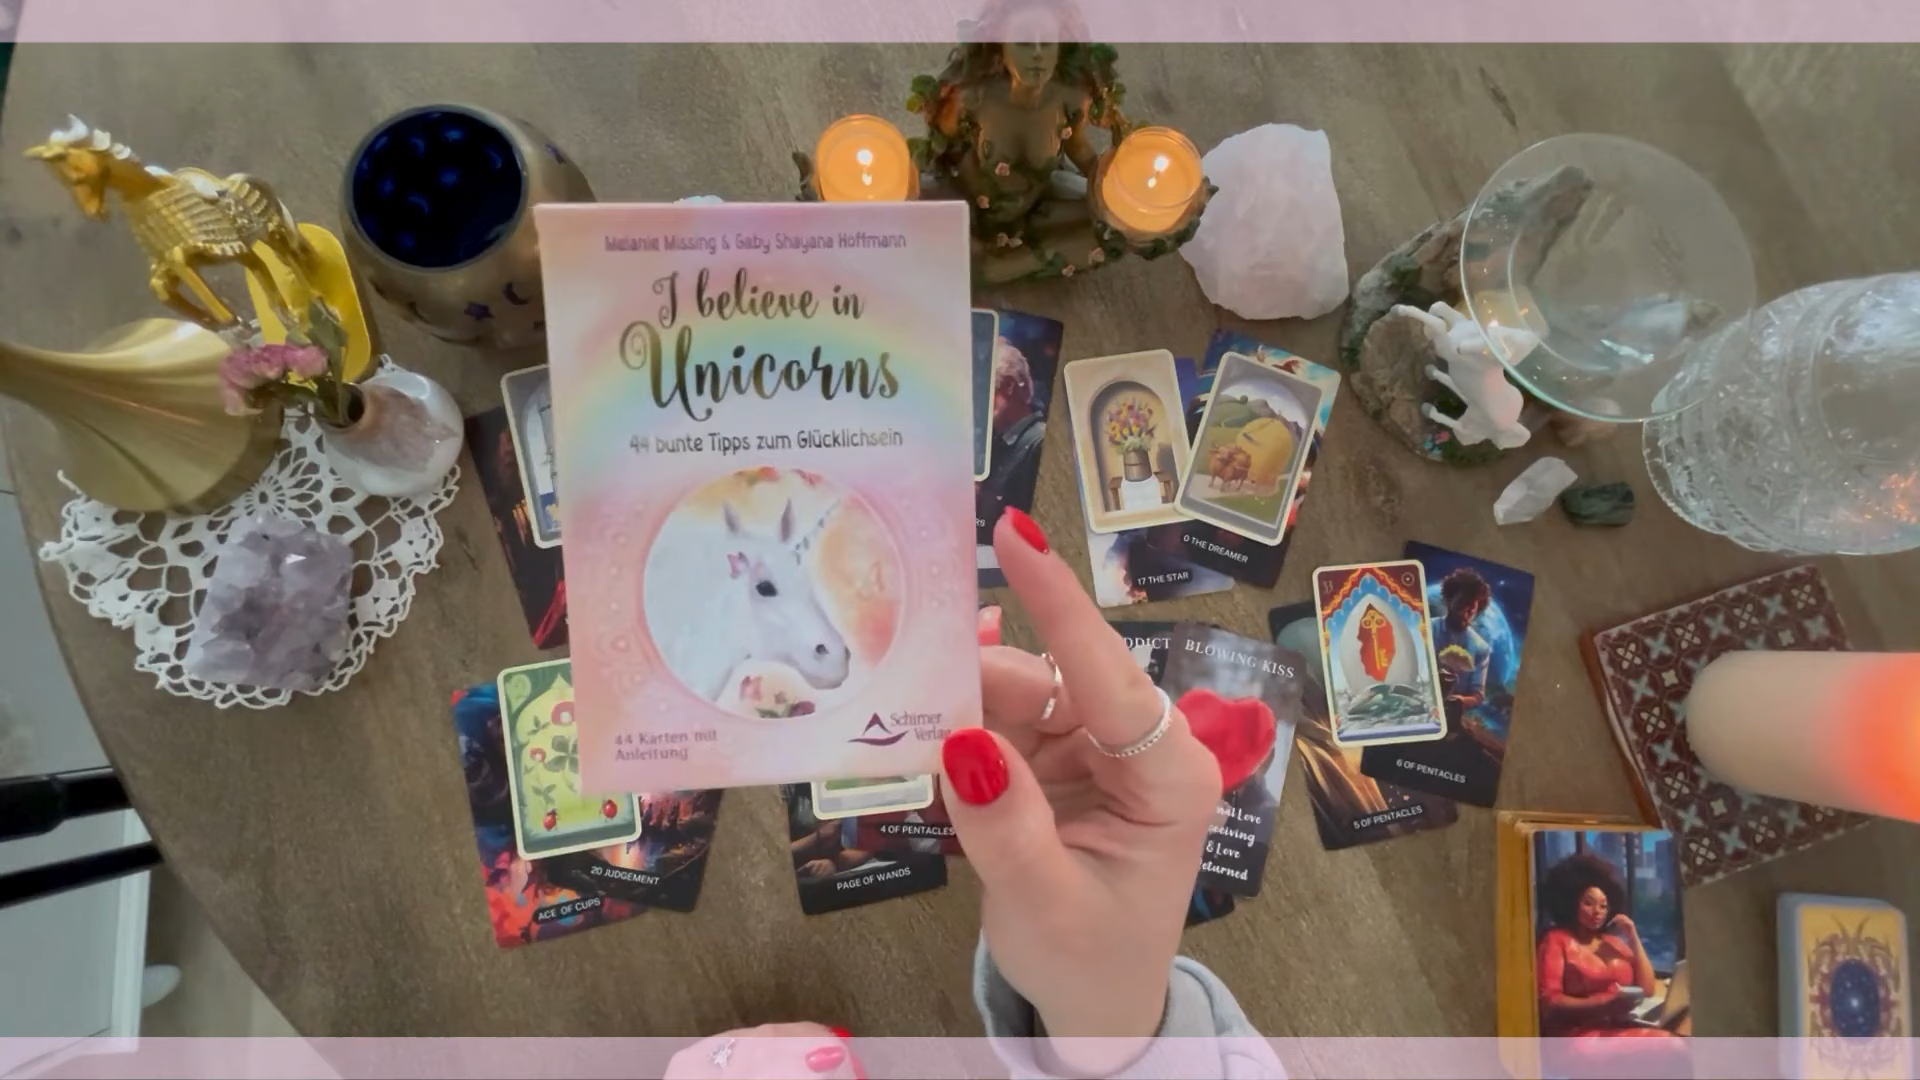 Melanie Missing & Gaby Shayana Hoffmann
I believe in
Unicorns
44 bunte Tipps zum Glücklichsein
44 Karten mit
Anleitung
Schirner
Verlag
0 THE DREAMER
17 THE STAR
BLOWING KISS
Love
& Love
6 OF PENTACLES
5 OF PENTACLES
4 OF PENTACLES
PAGE OF WANDS
20 JUDGEMENT
ACE OF CUPS